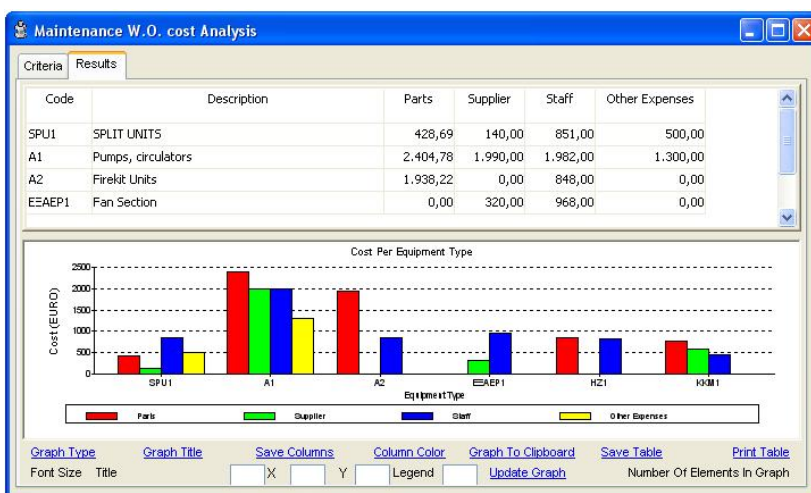 Maintenance W.O. cost Analysis
Criteria Results
Code Description Parts Supplier Staff Other Expenses
SPU1 SPLIT UNITS 428,69 140,00 851,00 500,00
A1 Pumps, circulators 2.404,78 1.990,00 1.982,00 1.300,00
A2 Firekit Units 1.938,22 0,00 848,00 0,00
ΕΞΑΕΡ1 Fan Section 0,00 320,00 968,00 0,00
Cost Per Equipment Type
Cost (EURO)
2500
2000
1500
1000
500
0
SPU1 A1 A2 ΕΞΑΕΡ1 HZ1 KKM1
Equipment Type
Parts Supplier Staff Other Expenses
Graph Type Graph Title Save Columns Column Color Graph To Clipboard Save Table Print Table
Font Size Title X Y Legend Update Graph Number Of Elements In Graph